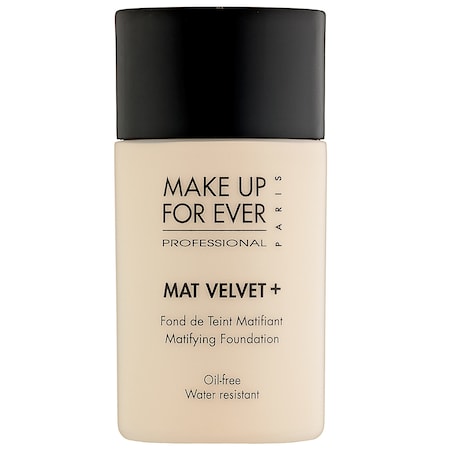 MAKE UP
FOR EVER
PROFESSIONAL
PARIS
MAT VELVET +
Fond de Teint Matifiant
Matifying Foundation
Oil-free
Water resistant